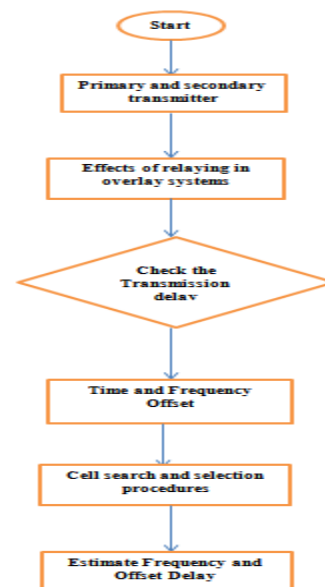 Start
Primary and secondary
transmitter
Effects of relaying in
overlay systems
Check the
Transmission
delay
Time and Frequency
Offset
Cell search and selection
procedures
Estimate Frequency and
Offset Delay